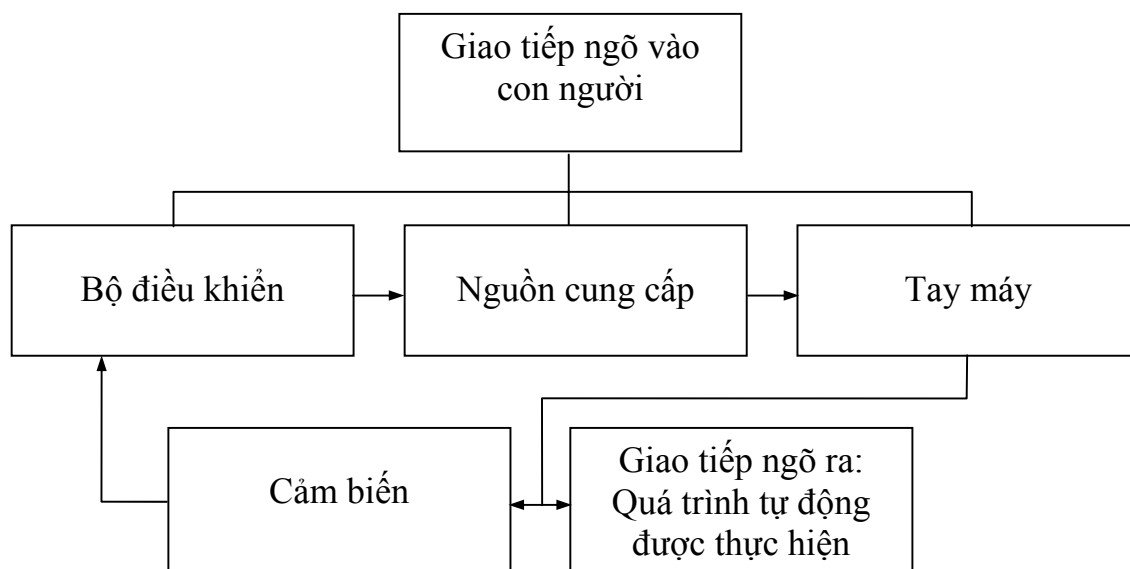 Giao tiếp ngõ vào
con người
Bộ điều khiển
Nguồn cung cấp
Tay máy
Cảm biến
Giao tiếp ngõ ra:
Quá trình tự động
được thực hiện